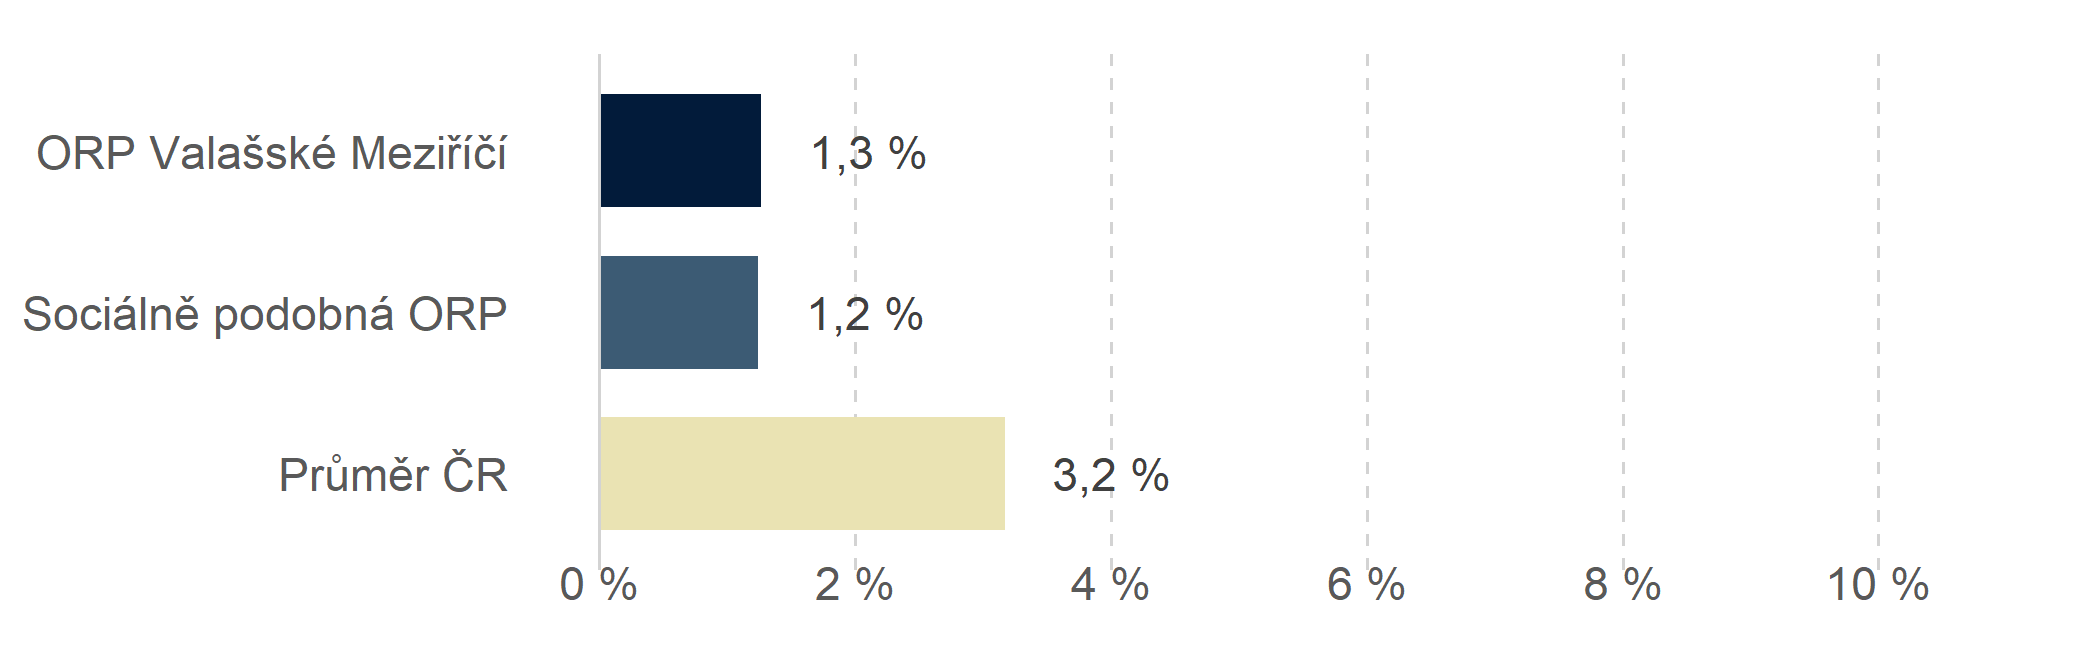 ORP Valašské Meziříčí
1,3 %
Sociálně podobná ORP
1,2 %
Průměr ČR
3,2 %
0 % 2 % 4 % 6 % 8 % 10 %